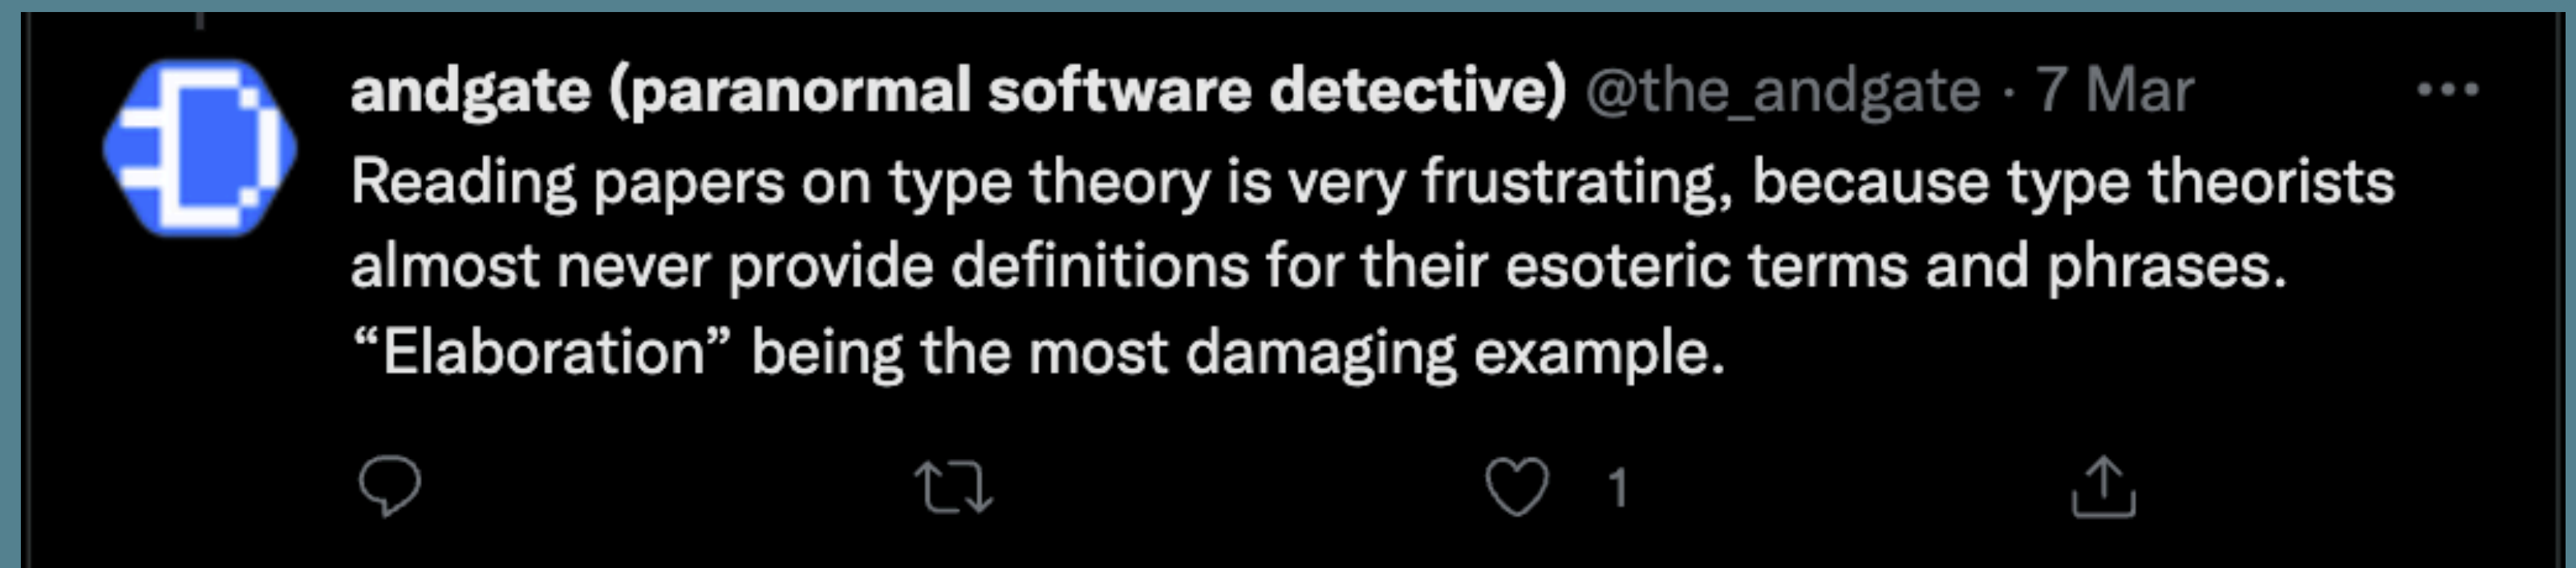 andgate (paranormal software detective) @the_andgate · 7 Mar
Reading papers on type theory is very frustrating, because type theorists
almost never provide definitions for their esoteric terms and phrases.
“Elaboration” being the most damaging example.
1